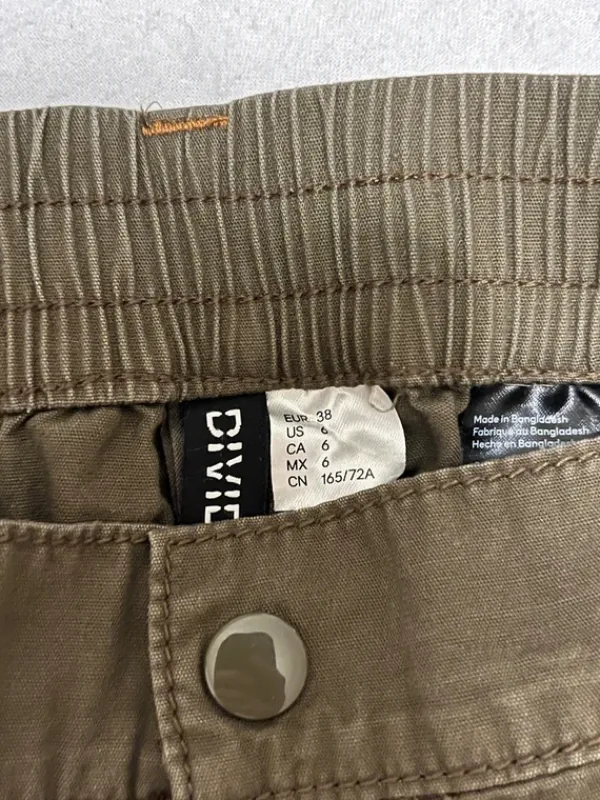 DIVID
EUR 38
US 6
CA 6
MX 6
CN 165/72A
Made in Bangladesh
Fabriqué au Bangladesh
Hecho en Bangladesh